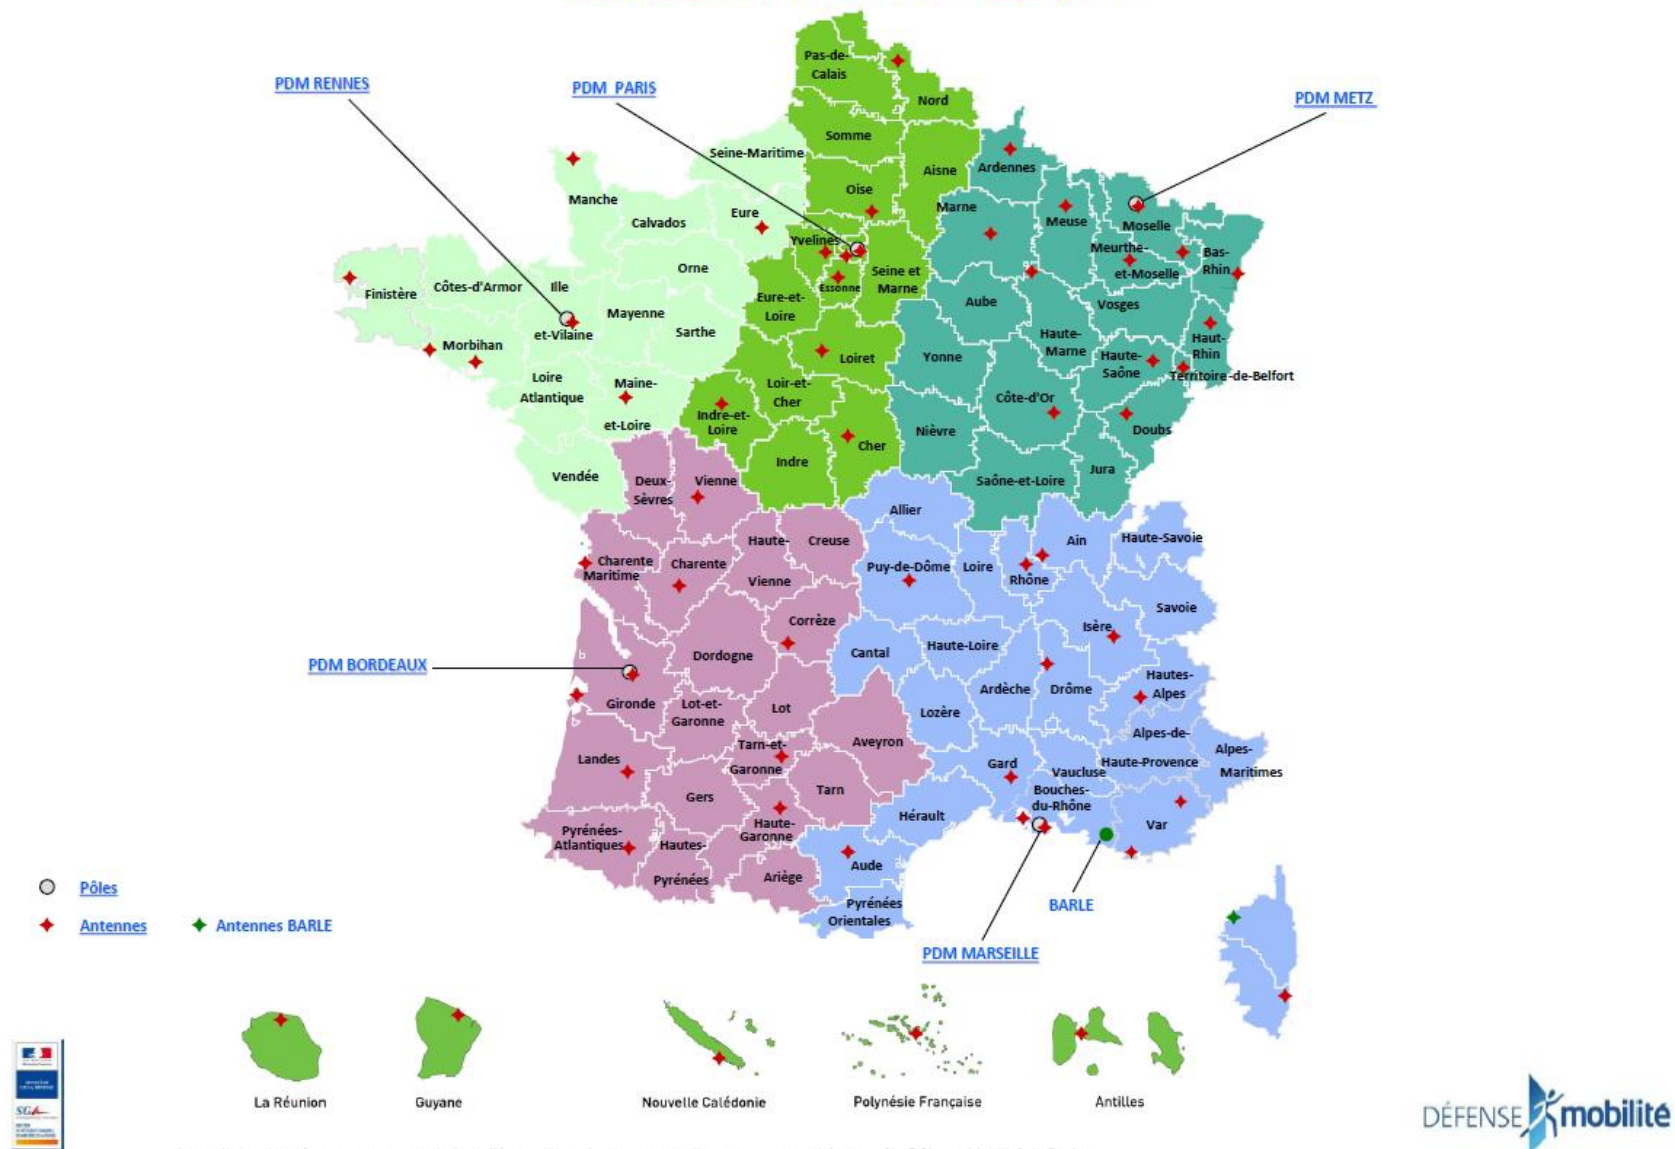 PDM RENNES
PDM PARIS
PDM METZ
Pas-de-
Calais
Nord
Somme
Seine-Maritime
Aisne
Ardennes
Oise
Manche
Marne
Eure
Calvados
Meuse
Moselle
Yvelines
Meurthe-
et-Moselle
Bas-
Rhin
Orne
Seine et
Marne
Essonne
Côtes-d'Armor
Ille
et-Vilaine
Finistère
Eure-et-
Loire
Aube
Vosges
Mayenne
Sarthe
Morbihan
Haute-
Marne
Haut-
Rhin
Loiret
Yonne
Haute-
Saône
Territoire-de-Belfort
Loire
Atlantique
Maine-
et-Loire
Loir-et-
Cher
Côte-d'Or
Indre-et-
Loire
Cher
Nièvre
Doubs
Indre
Jura
Vendée
Deux-
Sèvres
Vienne
Saône-et-Loire
Allier
Haute-
Vienne
Creuse
Ain
Haute-Savoie
Charente
Maritime
Charente
Puy-de-Dôme
Loire
Rhône
Savoie
Corrèze
Isère
Dordogne
Cantal
Haute-Loire
PDM BORDEAUX
Gironde
Lot-et-
Garonne
Lot
Lozère
Ardèche
Drôme
Hautes-
Alpes
Aveyron
Alpes-de-
Haute-Provence
Alpes-
Maritimes
Landes
Tarn-et-
Garonne
Gard
Vaucluse
Gers
Tarn
Bouches-
du-Rhône
Hérault
Var
Pyrénées-
Atlantiques
Hautes-
Pyrénées
Haute-
Garonne
Ariège
Aude
Pyrénées
Orientales
BARLE
PDM MARSEILLE
Pôles
Antennes
Antennes BARLE
La Réunion
Guyane
Nouvelle Calédonie
Polynésie Française
Antilles
SGA
DÉFENSE mobilité